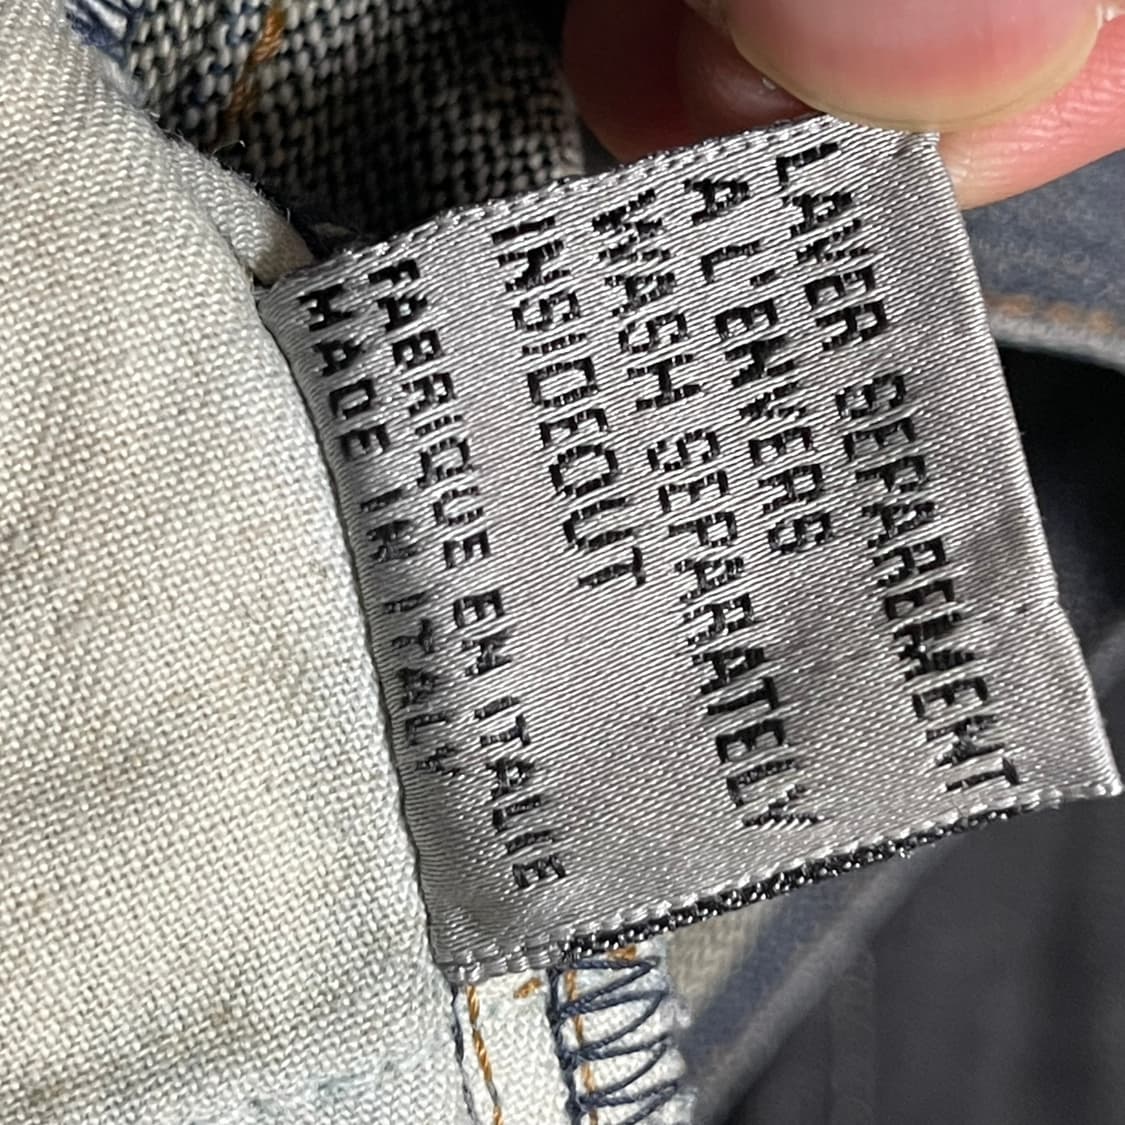 LAVER SEPAREMENT
A L'ENVERS
WASH SEPARATELY
INSIDEOUT
FABRIQUE EN ITALIE
MADE IN ITALY